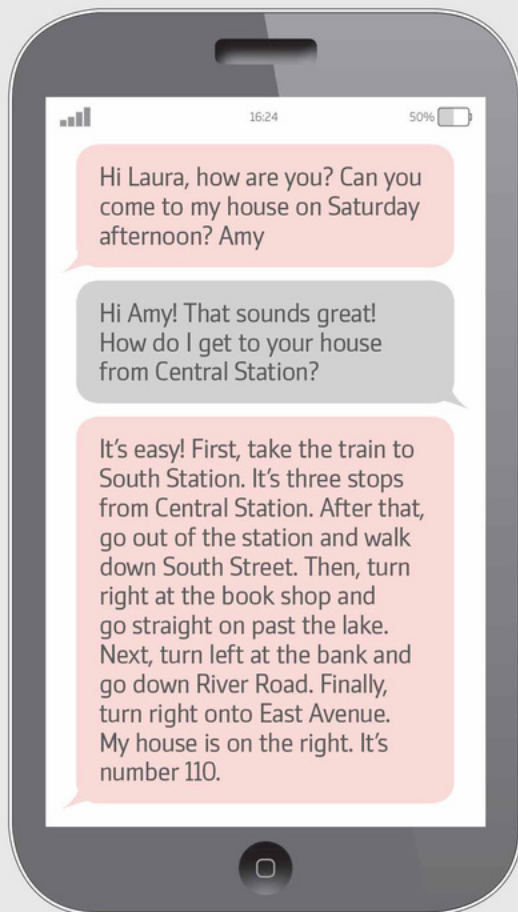 16:24
50%
Hi Laura, how are you? Can you
come to my house on Saturday
afternoon? Amy
Hi Amy! That sounds great!
How do I get to your house
from Central Station?
It's easy! First, take the train to
South Station. It's three stops
from Central Station. After that,
go out of the station and walk
down South Street. Then, turn
right at the book shop and
go straight on past the lake.
Next, turn left at the bank and
go down River Road. Finally,
turn right onto East Avenue.
My house is on the right. It's
number 110.